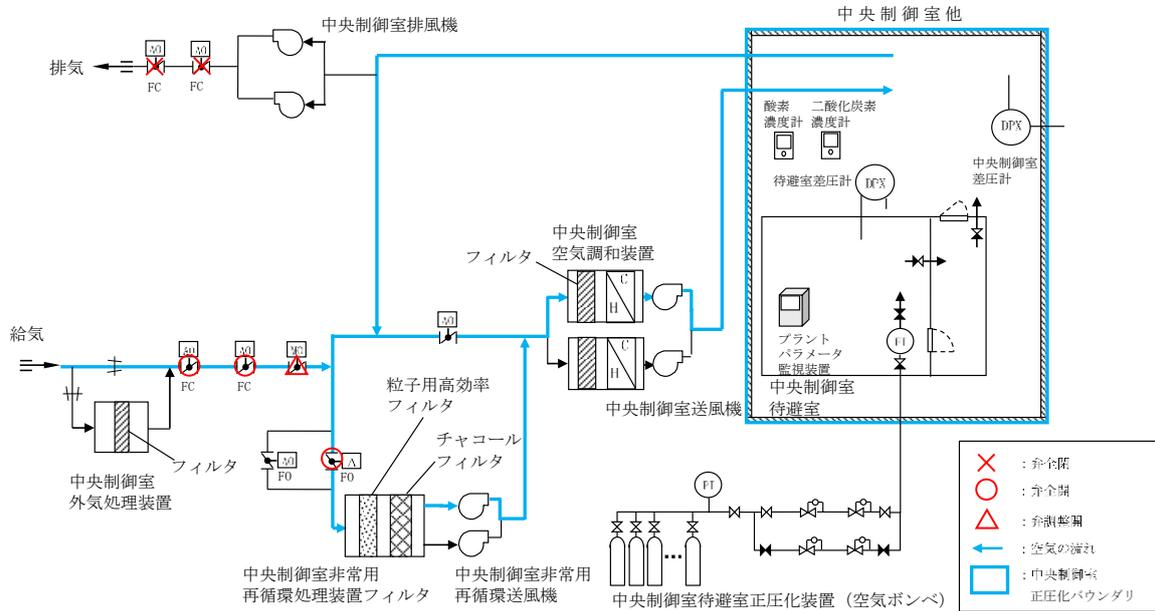 中央制御室他
中央制御室排風機
排気
AO
AO
FC
FC
酸素
濃度計
二酸化炭素
濃度計
DPX
中央制御室
差圧計
待避室差圧計
DPX
中央制御室
空気調和装置
フィルタ
C
H
C
H
中央制御室送風機
給気
AO
AO
MO
FC
FC
AO
フィルタ
中央制御室
外気処理装置
粒子用高効率
フィルタ
チャコール
フィルタ
AO
FO
A
FO
中央制御室非常用
再循環処理装置フィルタ
中央制御室非常用
再循環送風機
プラント
パラメータ
監視装置
中央制御室
待避室
FI
PI
中央制御室待避室正圧化装置（空気ボンベ）
：弁全閉
：弁全開
：弁調整開
：空気の流れ
：中央制御室
正圧化バウンダリ